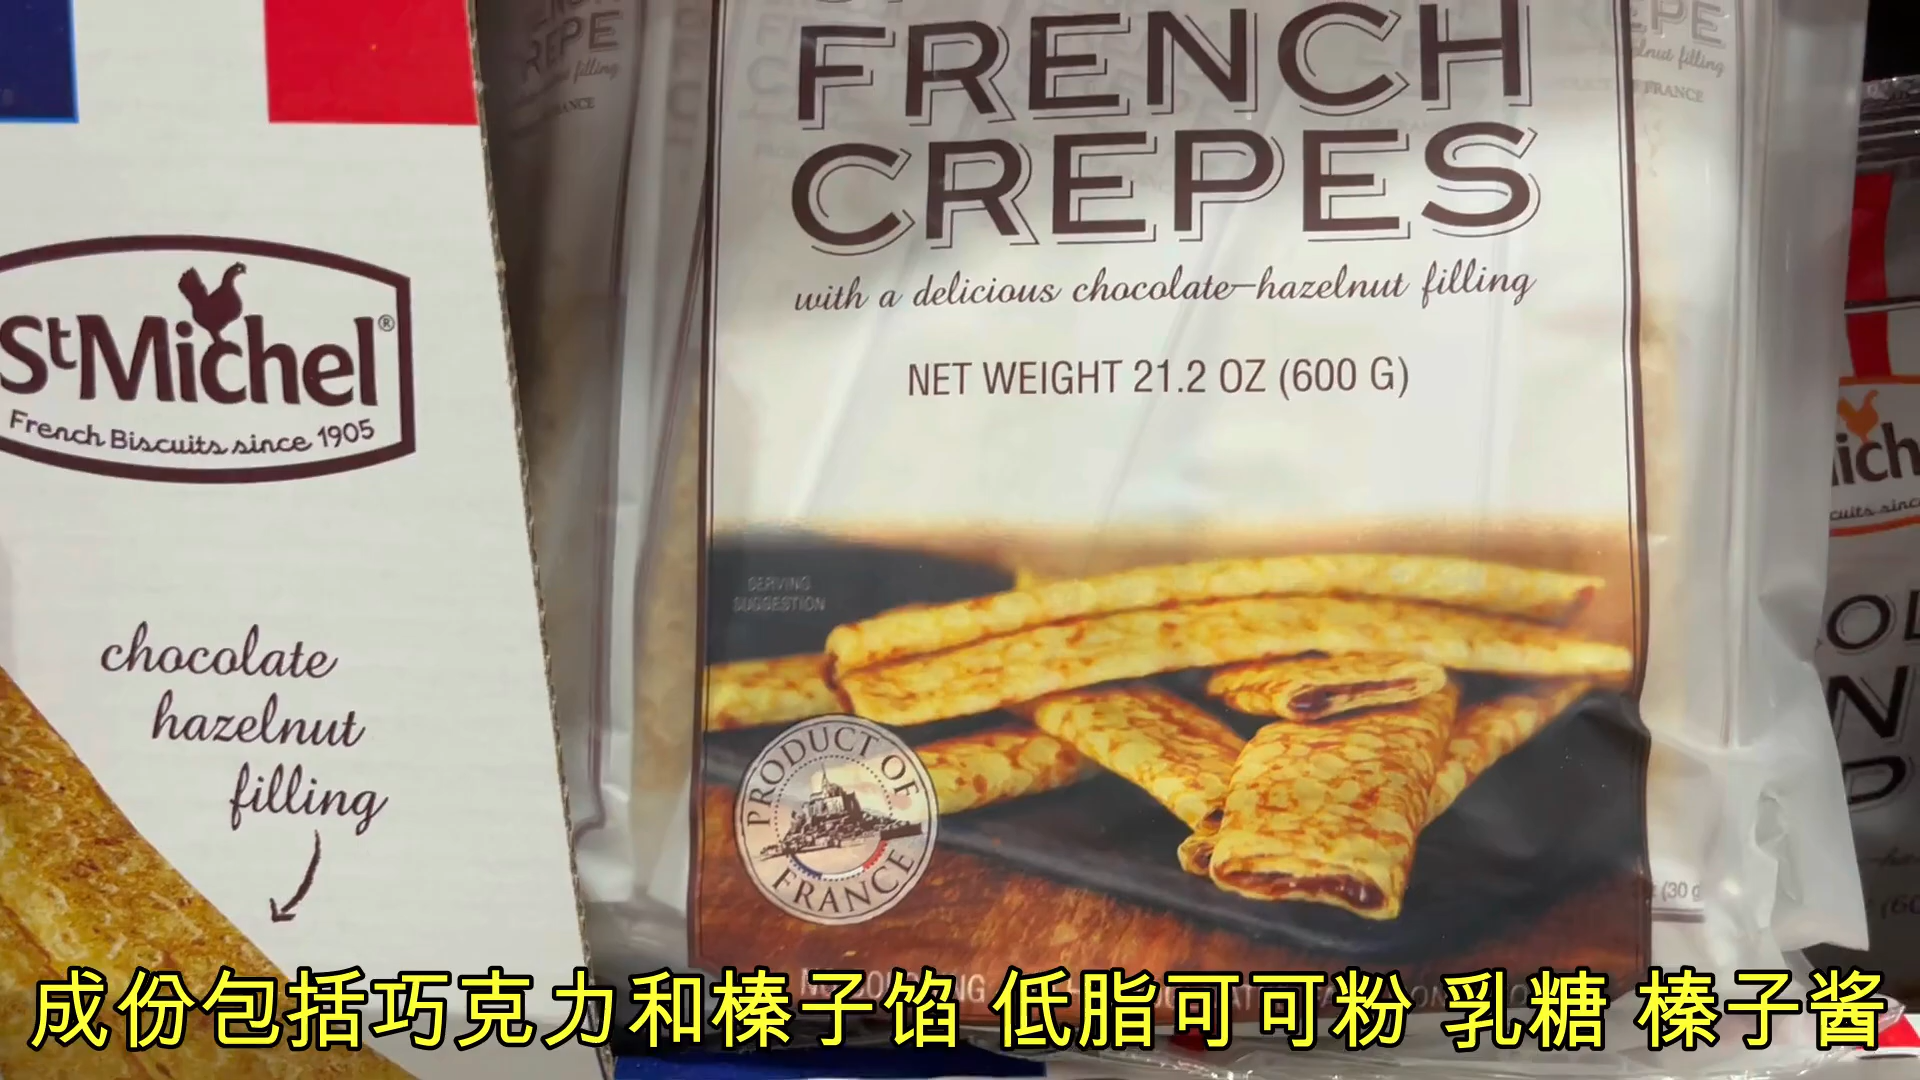 StMichel®
French Biscuits since 1905
chocolate
hazelnut
filling
FRENCH
CREPES
with a delicious chocolate-hazelnut filling
NET WEIGHT 21.2 OZ (600 G)
SERVING
SUGGESTION
PRODUCT OF
FRANCE
(30 g
成份包括巧克力和榛子馅 低脂可可粉 乳糖 榛子酱